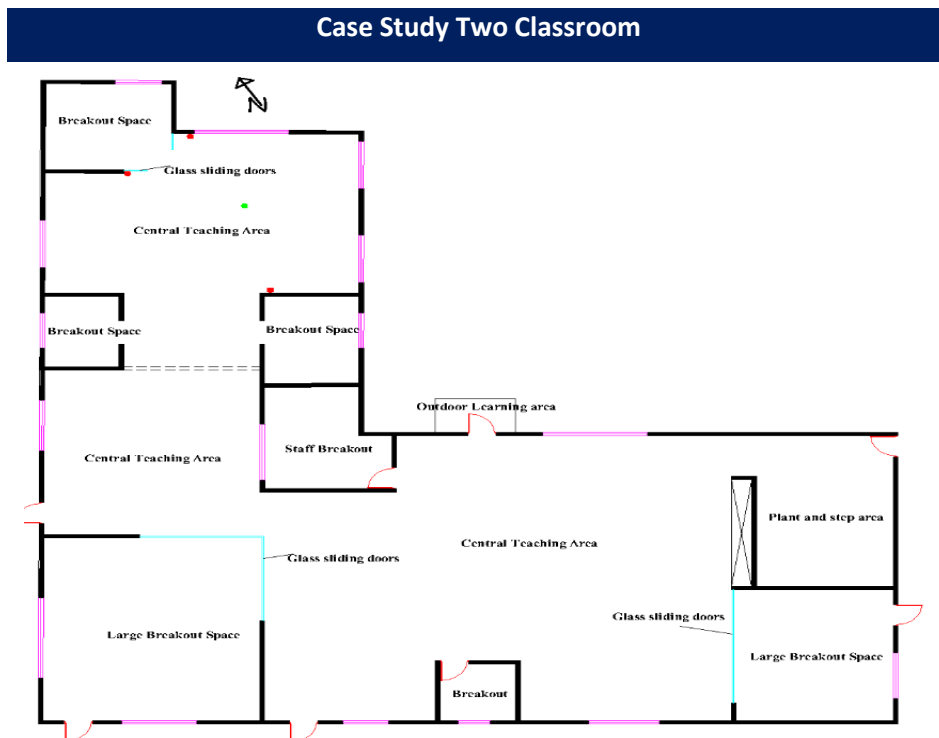 Case Study Two Classroom
N
Breakout Space
Glass sliding doors
Central Teaching Area
Breakout Space
Breakout Space
Outdoor Learning area
Staff Breakout
Central Teaching Area
Plant and step area
Central Teaching Area
Glass sliding doors
Glass sliding doors
Large Breakout Space
Large Breakout Space
Breakout